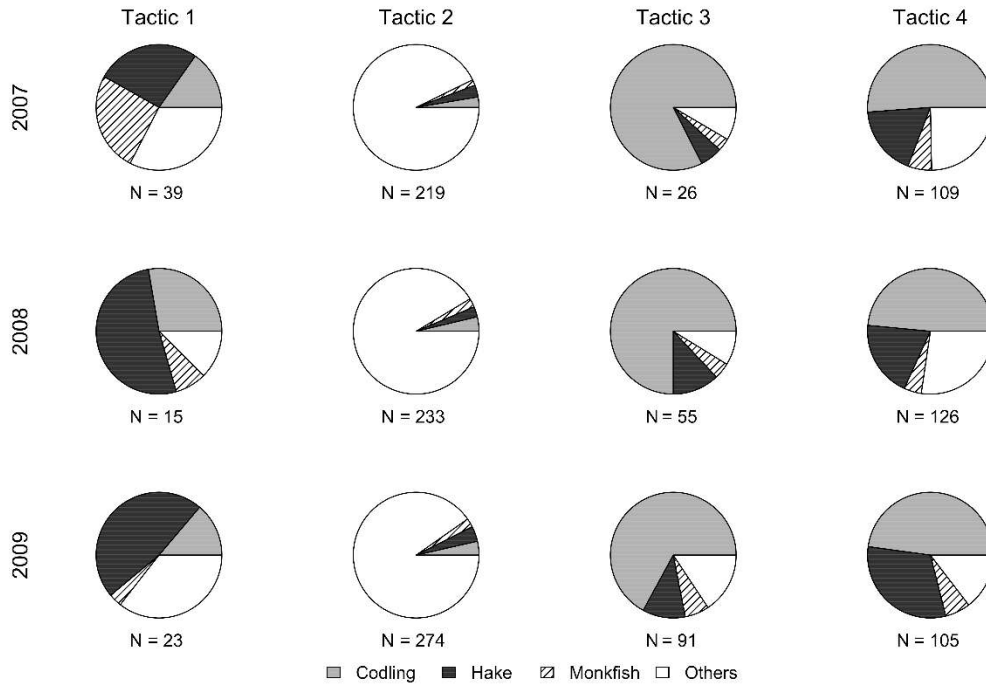 Tactic 1 Tactic 2 Tactic 3 Tactic 4
2007
N = 39 N = 219 N = 26 N = 109
2008
N = 15 N = 233 N = 55 N = 126
2009
N = 23 N = 274 N = 91 N = 105
Codling Hake Monkfish Others